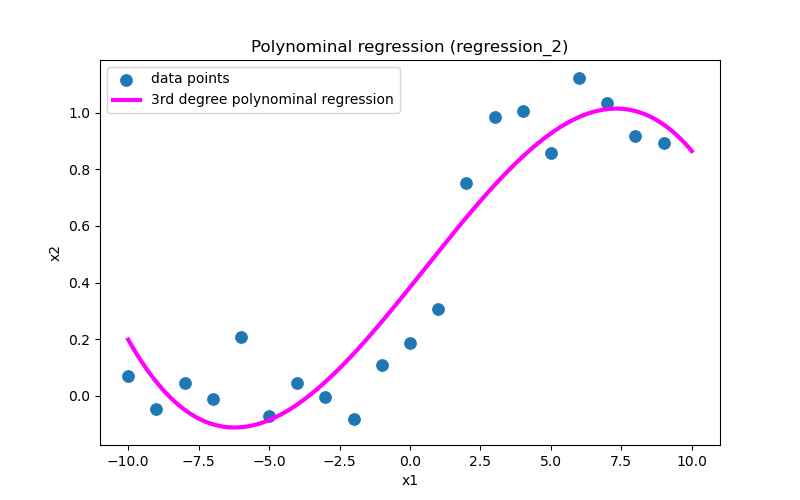 Polynominal regression (regression_2)
data points
3rd degree polynominal regression
x2
1.0
0.8
0.6
0.4
0.2
0.0
−10.0 −7.5 −5.0 −2.5 0.0 2.5 5.0 7.5 10.0
x1